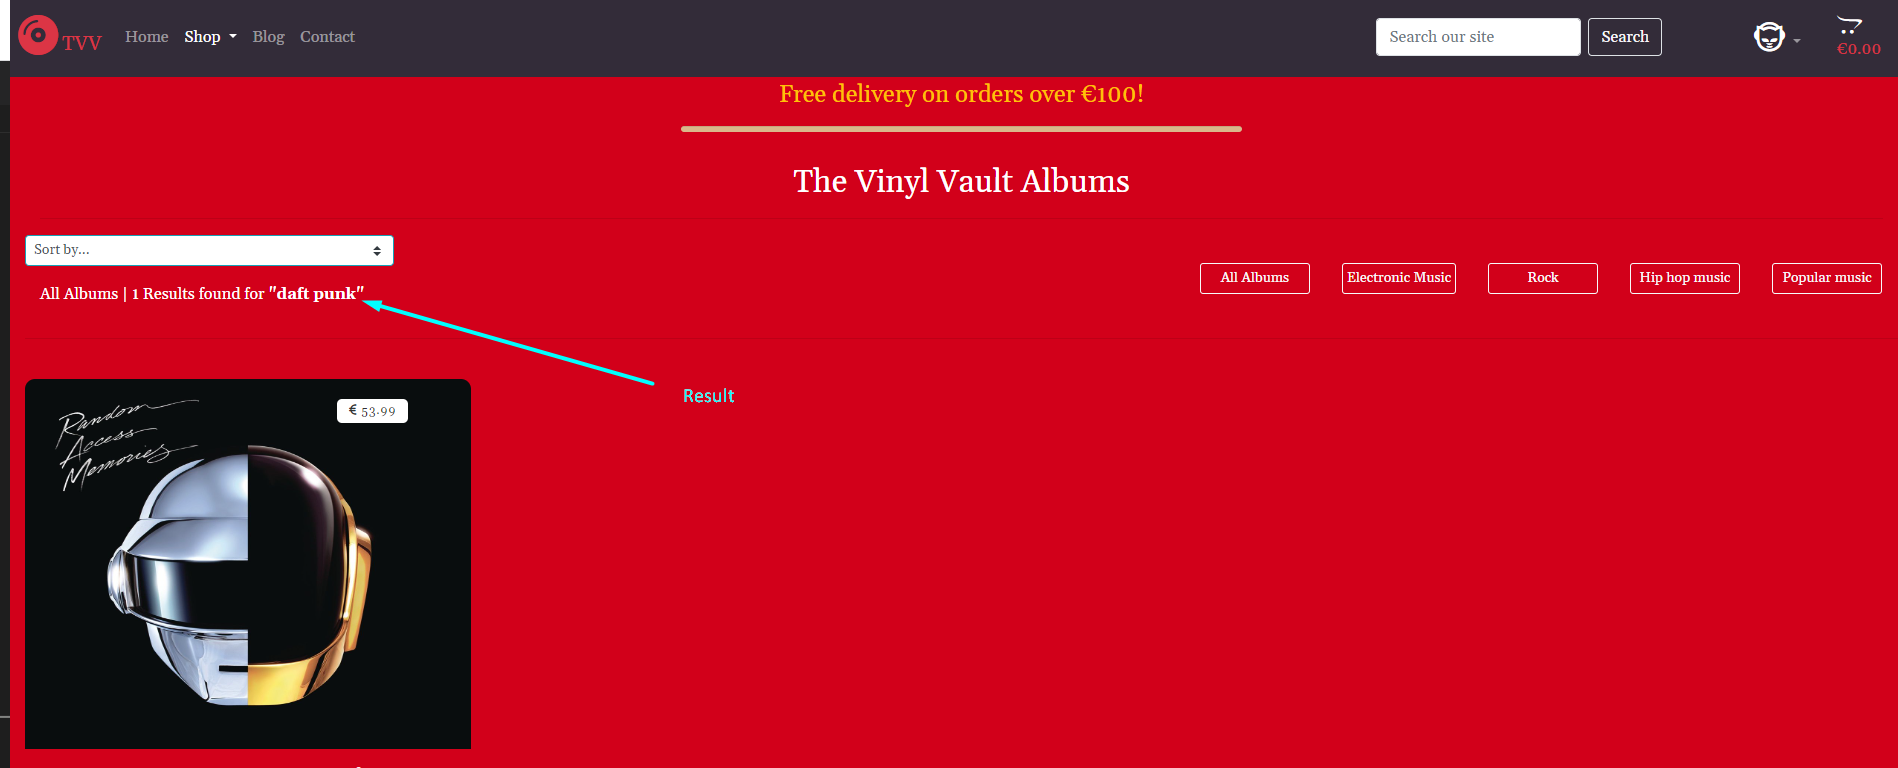 TVV Home Shop Blog Contact Search our site Search €0.00
Free delivery on orders over €100!
The Vinyl Vault Albums
Sort by...
All Albums Electronic Music Rock Hip hop music Popular music
All Albums | 1 Results found for "daft punk"
Result
€ 53.99
Random
Access
Memories